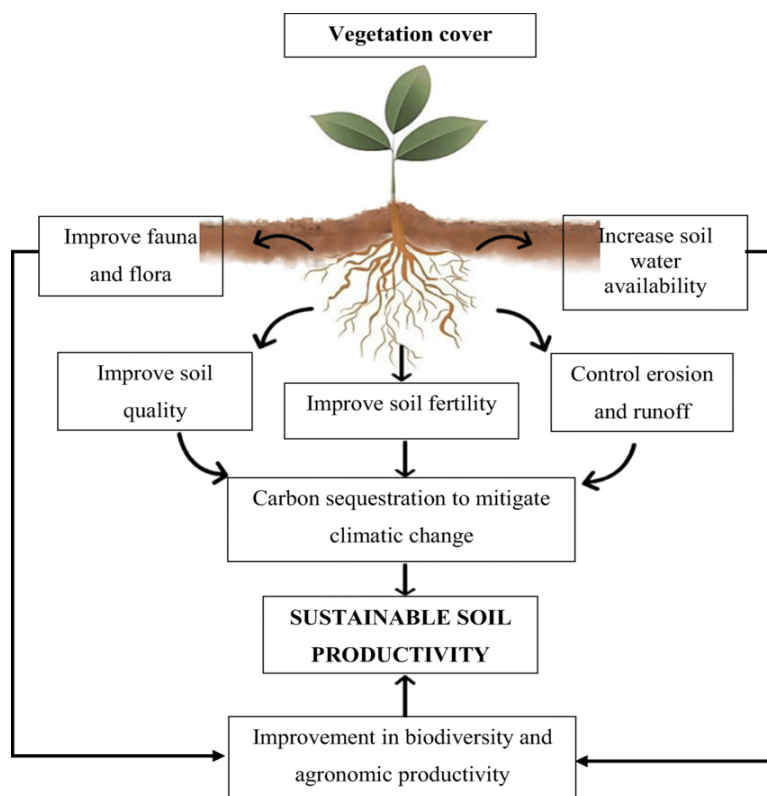 Vegetation cover
Improve fauna
and flora
Increase soil
water
availability
Improve soil
quality
Improve soil fertility
Control erosion
and runoff
Carbon sequestration to mitigate
climatic change
SUSTAINABLE SOIL
PRODUCTIVITY
Improvement in biodiversity and
agronomic productivity